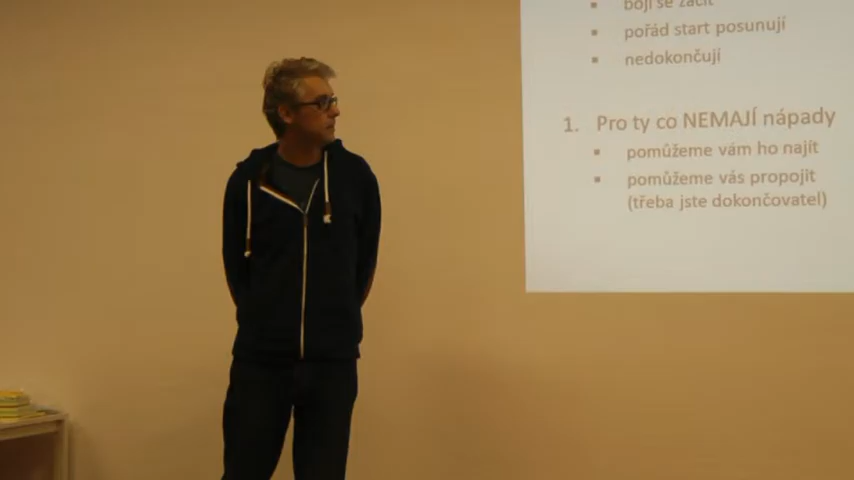 bojí se začít
pořád start posunují
nedokončují
1. Pro ty co NEMAJÍ nápady
pomůžeme vám ho najít
pomůžeme vás propojit
(třeba jste dokončovatel)